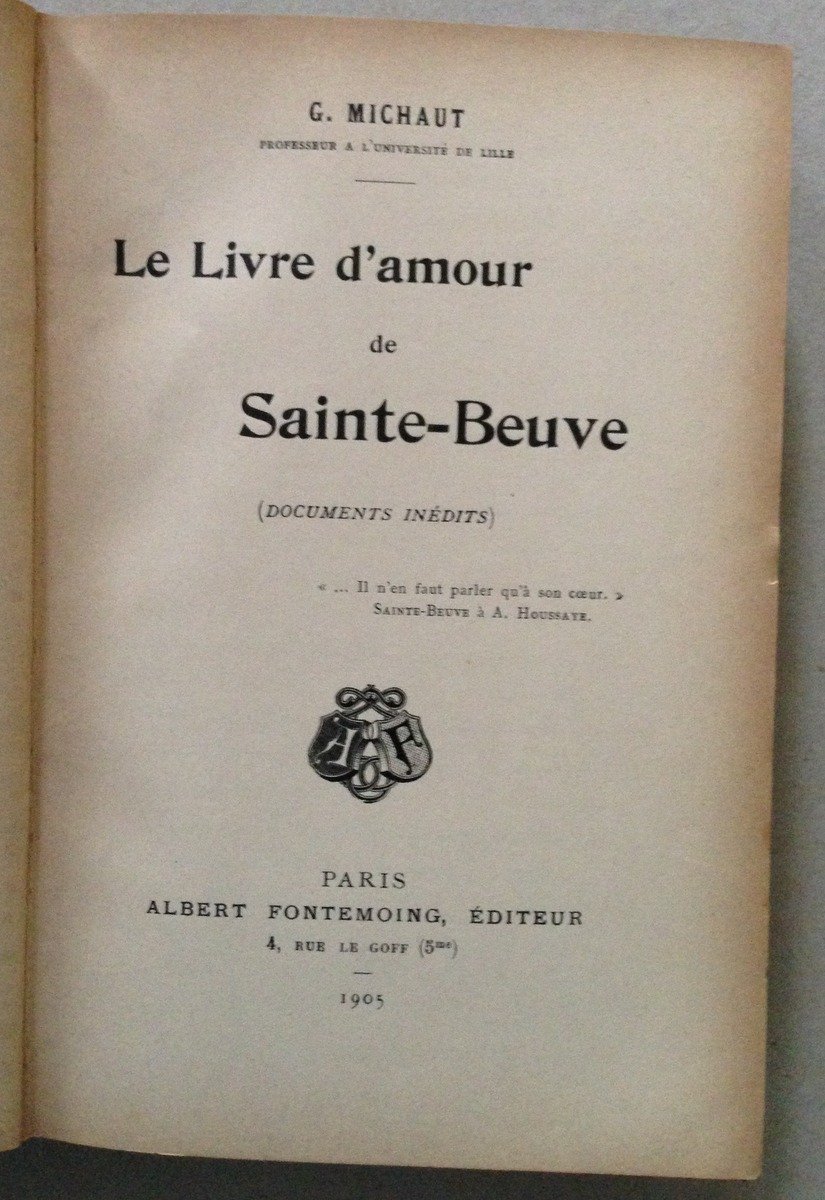 G. MICHAUT
PROFESSEUR A L'UNIVERSITÉ DE LILLE
Le Livre d'amour
de
Sainte-Beuve
(DOCUMENTS INÉDITS)
« ... Il n'en faut parler qu'à son cœur. »
SAINTE-BEUVE à A. HOUSSAYE.
A F
PARIS
ALBERT FONTEMOING, ÉDITEUR
4, RUE LE GOFF (5me)
1905